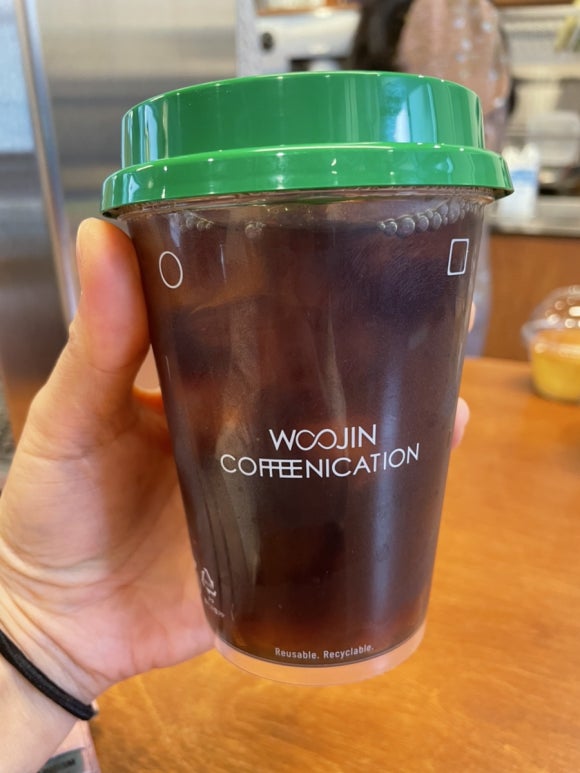 WOOJIN
COFFEENICATION
Reusable. Recyclable.